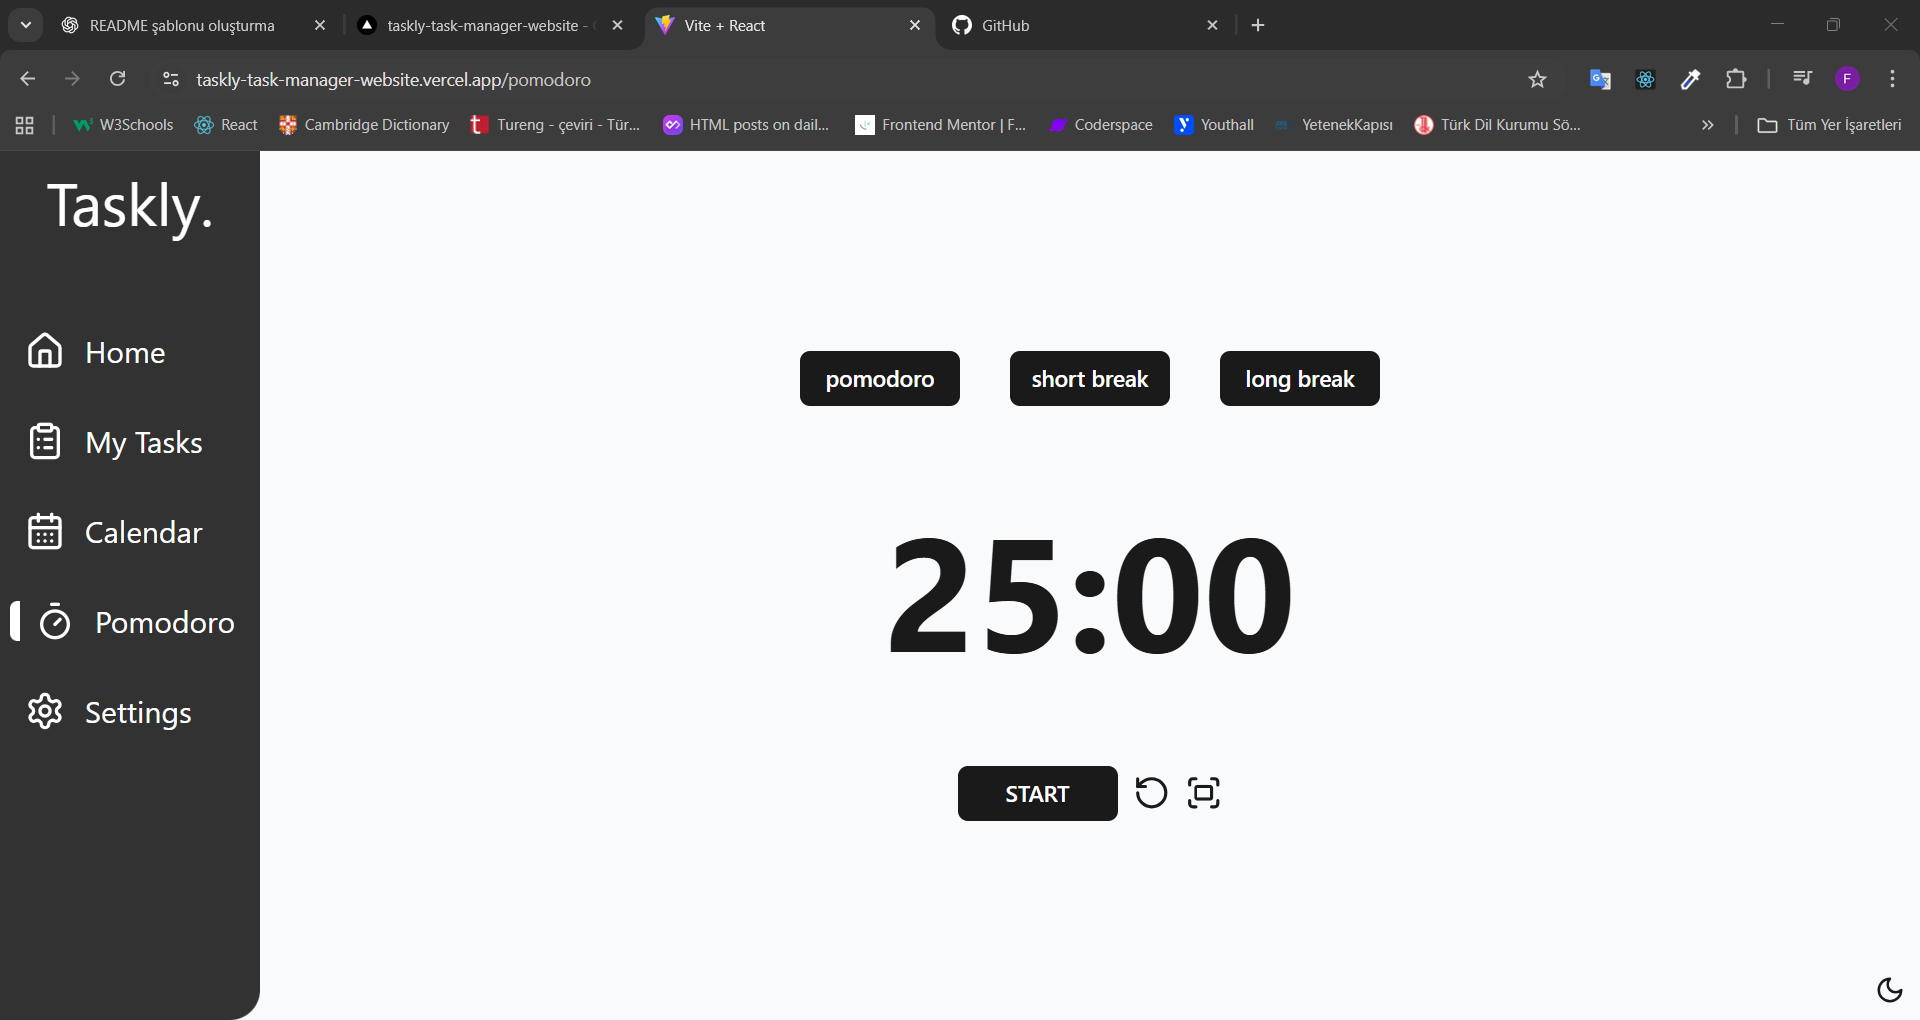 README şablonu oluşturma
taskly-task-manager-website -
Vite + React
GitHub
taskly-task-manager-website.vercel.app/pomodoro
F
W3Schools
React
Cambridge Dictionary
Tureng - çeviri - Tür...
HTML posts on dail...
Frontend Mentor | F...
Coderspace
Youthall
YetenekKapısı
Türk Dil Kurumu Sö...
Tüm Yer İşaretleri
Taskly.
Home
My Tasks
Calendar
Pomodoro
Settings
pomodoro
short break
long break
25:00
START